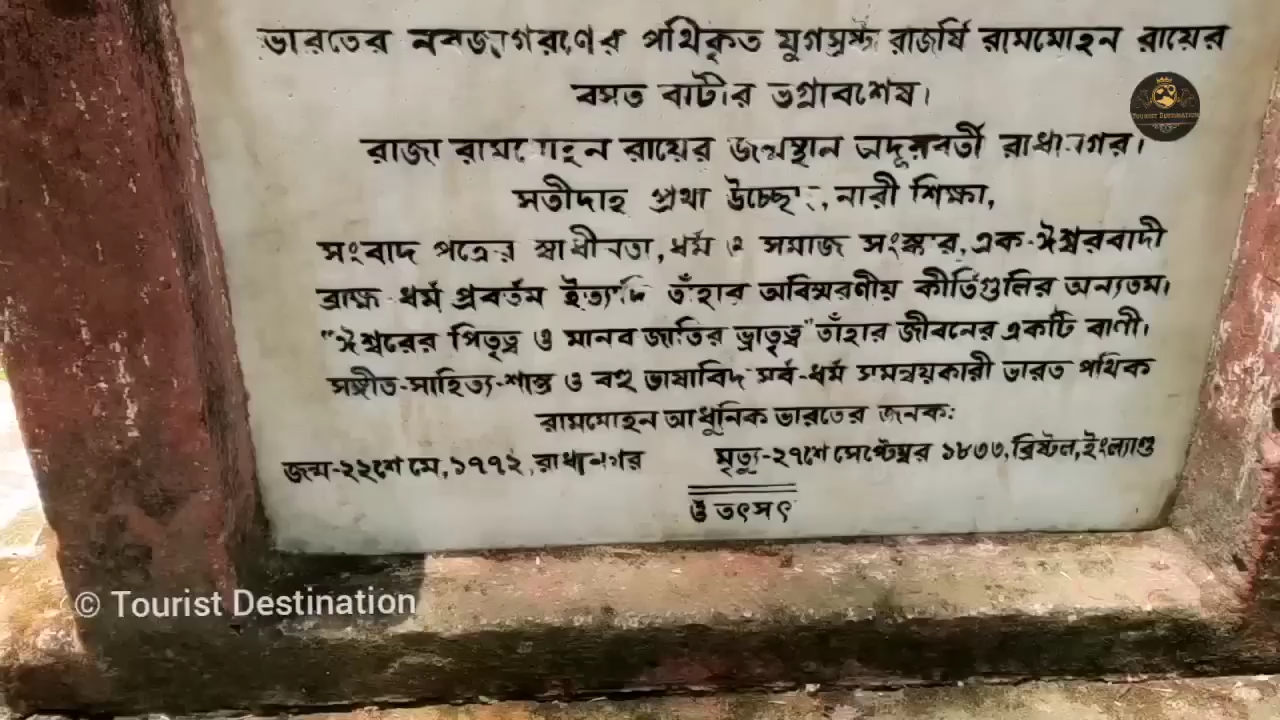 ভারতের নবজাগরণের পথিকৃত যুগস্রষ্টা রাজর্ষি রামমোহন রায়ের
বসত বাটীর ভগ্নাবশেষ।
TOURIST DESTINATION
রাজা রামমোহন রায়ের জন্মস্থান অদূরবর্তী রাধানগর।
সতীদাহ প্রথা নারী শিক্ষা,
সংবাদ পত্রের স্বাধীনতা, ধর্ম ও সমাজ সংস্কার, এক-ঈশ্বরবাদী
ব্রাহ্ম ধর্ম প্রবর্তন ইত্যাদি তাঁহার অবিস্মরণীয় কীর্তিগুলির অন্যতম।
"ঈশ্বরের পিতৃত্ব ও মানব জাতির ভ্রাতৃত্ব" তাঁহার জীবনের একটি বাণী।
সঙ্গীত-সাহিত্য-শাস্ত্র ও বহু ভাষাবিদ সর্ব-ধর্ম সমন্বয়কারী ভারত পথিক
রামমোহন আধুনিক ভারতের জনক:
জন্ম-২২শে মে, ১৭৭২, রাধানগর মৃত্যু-২৭শে সেপ্টেম্বর ১৮৩৩, ব্রিষ্টল, ইংল্যাণ্ড
ওঁ তৎসৎ
© Tourist Destination